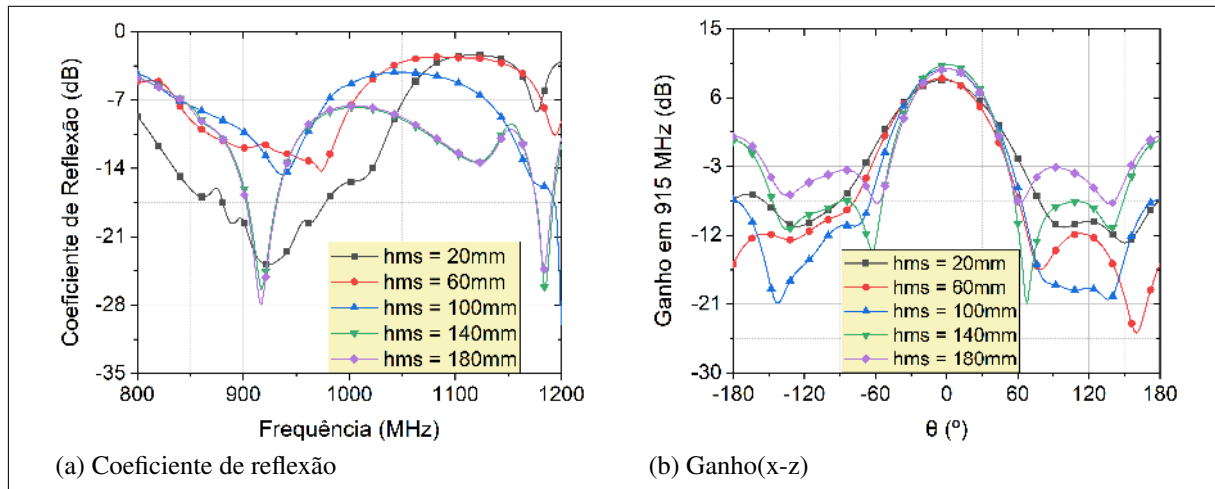 0
-7
-14
-21
-28
-35
Coeficiente de Reflexão (dB)
hms = 20mm
hms = 60mm
hms = 100mm
hms = 140mm
hms = 180mm
800
900
1000
1100
1200
Frequência (MHz)
(a) Coeficiente de reflexão
15
6
-3
-12
-21
-30
Ganho em 915 MHz (dB)
hms = 20mm
hms = 60mm
hms = 100mm
hms = 140mm
hms = 180mm
-180
-120
-60
0
60
120
180
θ (º)
(b) Ganho(x-z)